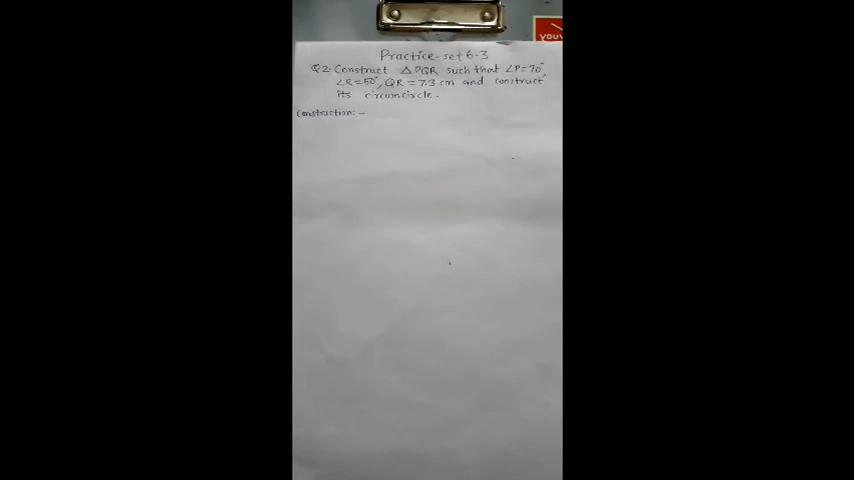 Practice-set 6.3
Q2. Construct △PQR such that ∠P=70°,
∠R=50°, QR = 7.3 cm and construct
its circumcircle.
Construction: -
YOUV